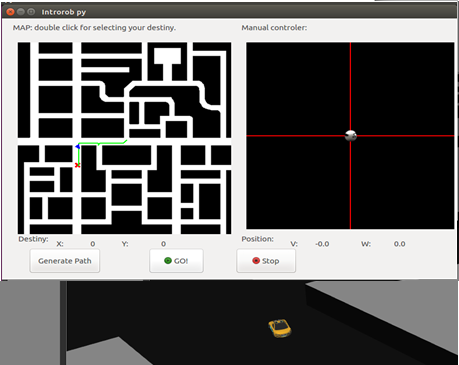 Introrob py
MAP: double click for selecting your destiny.
Manual controler:
Destiny:
X: 0 Y: 0
Position:
V: -0.0 W: 0.0
Generate Path
GO!
Stop